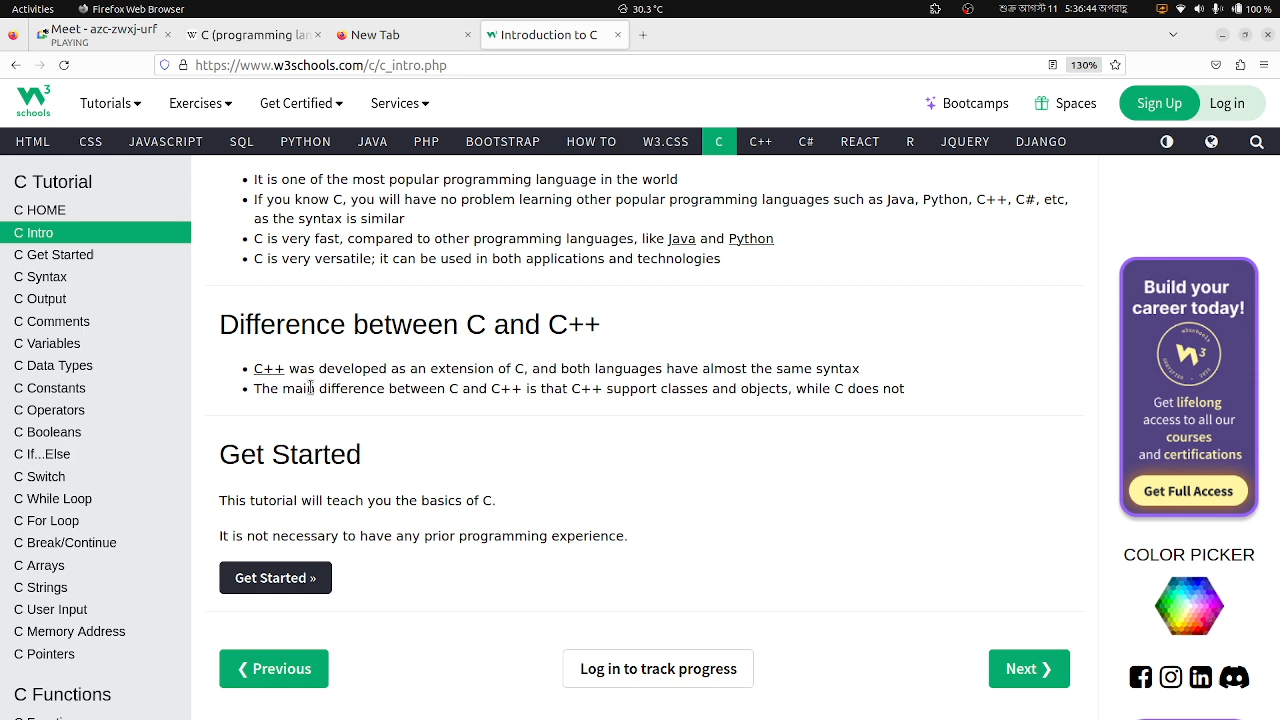 Activities Firefox Web Browser 30.3 °C শুক্র আগস্ট 11 5:36:44 অপরাহ্ণ 100 %
Meet - azc-zwxj-urf
PLAYING
W C (programming lan
New Tab
Introduction to C
https://www.w3schools.com/c/c_intro.php 130%
W3 schools
Tutorials Exercises Get Certified Services Bootcamps Spaces Sign Up Log in
HTML CSS JAVASCRIPT SQL PYTHON JAVA PHP BOOTSTRAP HOW TO W3.CSS C C++ C# REACT R JQUERY DJANGO
C Tutorial
C HOME
C Intro
C Get Started
C Syntax
C Output
C Comments
C Variables
C Data Types
C Constants
C Operators
C Booleans
C If...Else
C Switch
C While Loop
C For Loop
C Break/Continue
C Arrays
C Strings
C User Input
C Memory Address
C Pointers
C Functions
• It is one of the most popular programming language in the world
• If you know C, you will have no problem learning other popular programming languages such as Java, Python, C++, C#, etc,
as the syntax is similar
• C is very fast, compared to other programming languages, like Java and Python
• C is very versatile; it can be used in both applications and technologies
Difference between C and C++
• C++ was developed as an extension of C, and both languages have almost the same syntax
• The main difference between C and C++ is that C++ support classes and objects, while C does not
Get Started
This tutorial will teach you the basics of C.
It is not necessary to have any prior programming experience.
Get Started »
❮ Previous
Log in to track progress
Next ❯
Build your
career today!
Get lifelong
access to all our
courses
and certifications
Get Full Access
COLOR PICKER